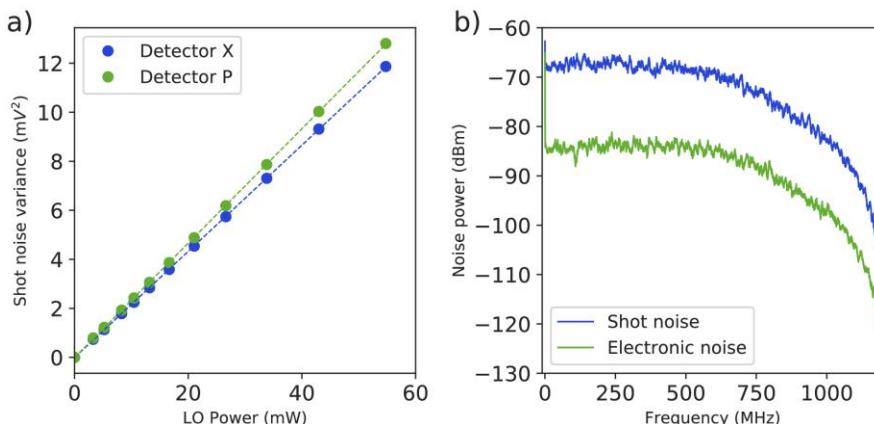 a)
Shot noise variance (mV²)
12
10
8
6
4
2
0
Detector X
Detector P
0
20
40
60
LO Power (mW)
b)
Noise power (dBm)
−60
−70
−80
−90
−100
−110
−120
−130
Shot noise
Electronic noise
0
250
500
750
1000
Frequency (MHz)